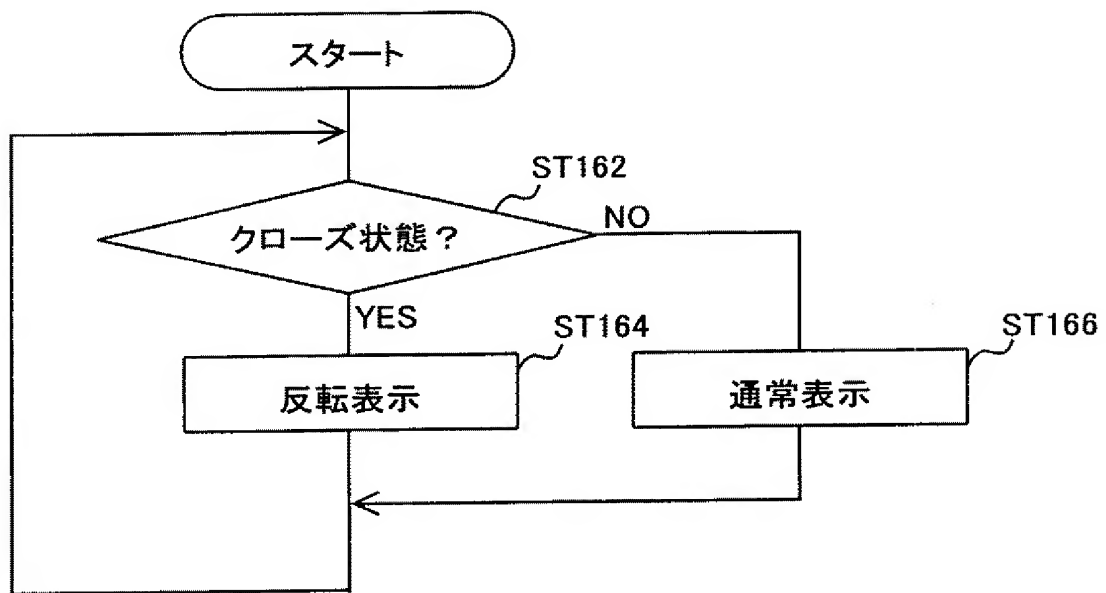 スタート
ST162
クローズ状態？
NO
YES
ST164
ST166
反転表示
通常表示